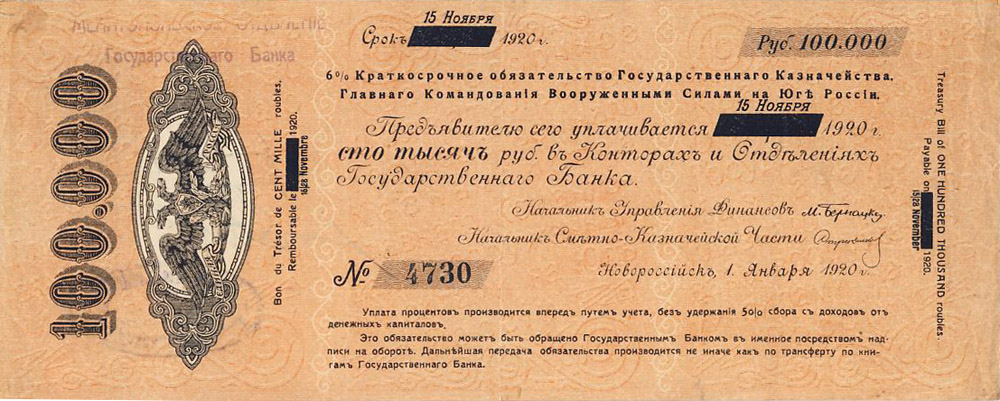 МЕЛИТОПОЛЬСКОЕ ОТДѢЛЕНІЕ
Государственнаго Банка
15 Ноября
Срокъ 1920 г.
Руб. 100.000
6% Краткосрочное обязательство Государственнаго Казначейства,
Главнаго Командованія Вооруженными Силами на Югѣ Россіи.
15 Ноября
Предъявителю сего уплачивается 1920 г.
сто тысячъ руб. въ Конторахъ и Отдѣленіяхъ
Государственнаго Банка.
Начальникъ Управленія Финансовъ М. Бернацкій
Начальникъ Смѣтно-Казначейской Части
№ 4730
Новороссійскъ, 1. Января 1920 г.
Уплата процентовъ производится впередъ путемъ учета, безъ удержанія 5% сбора съ доходовъ отъ
денежныхъ капиталовъ.
Это обязательство можетъ быть обращено Государственнымъ Банкомъ въ именное посредствомъ над-
писи на оборотѣ. Дальнѣйшая передача обязательства производится не иначе какъ по трансферту по кни-
гамъ Государственнаго Банка.
100.000
Bon du Trésor de CENT MILLE roubles.
Remboursable le 1920.
15/28 Novembre
Treasury Bill of ONE HUNDRED THOUSAND roubles.
Payable on 1920.
15/28 November